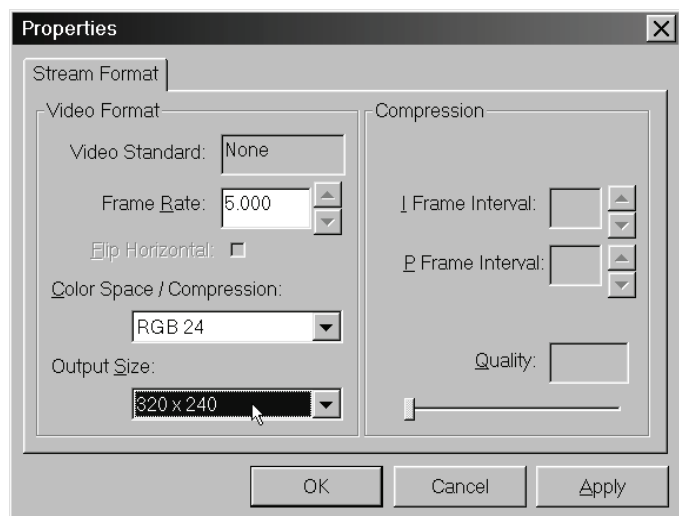 Properties
Stream Format
Video Format
Video Standard: None
Frame Rate: 5.000
Flip Horizontal:
Color Space / Compression:
RGB 24
Output Size:
320 x 240
Compression
I Frame Interval:
P Frame Interval:
Quality:
OK Cancel Apply